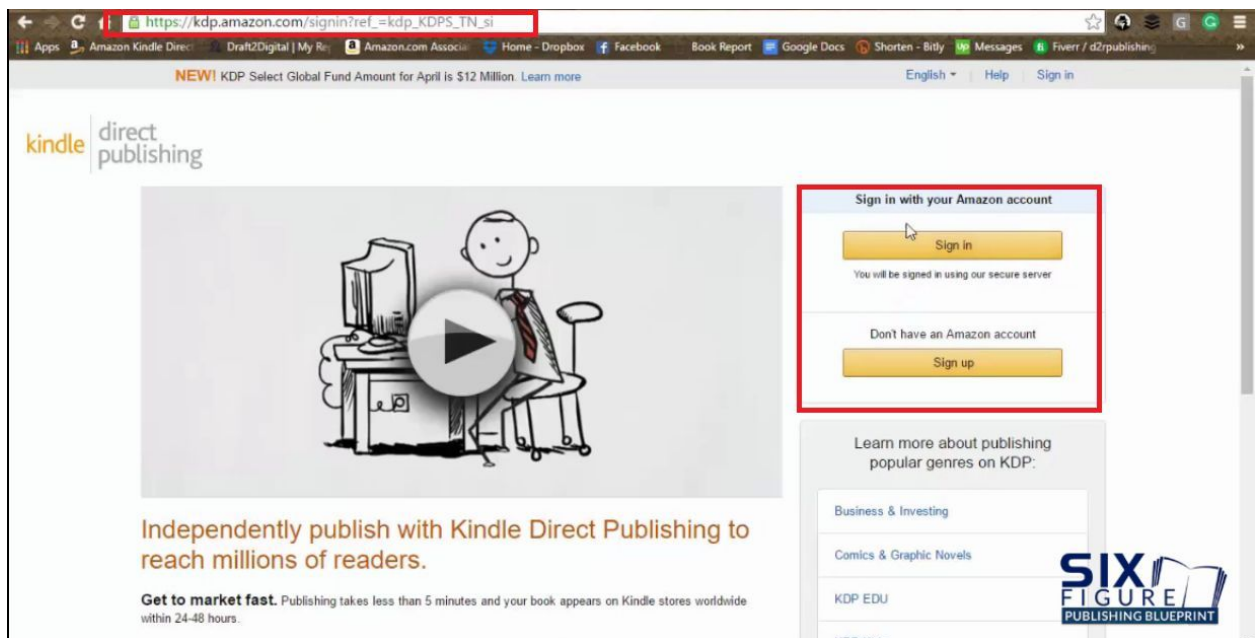 https://kdp.amazon.com/signin?ref_=kdp_KDPS_TN_si
Apps Amazon Kindle Direc Draft2Digital | My Re Amazon.com Associa Home - Dropbox Facebook Book Report Google Docs Shorten - Bitly Messages Fiverr / d2rpublishing »
NEW! KDP Select Global Fund Amount for April is $12 Million. Learn more English Help Sign in
kindle direct
publishing
Sign in with your Amazon account
Sign in
You will be signed in using our secure server
Don't have an Amazon account
Sign up
Learn more about publishing
popular genres on KDP:
Business & Investing
Comics & Graphic Novels
KDP EDU
Independently publish with Kindle Direct Publishing to
reach millions of readers.
Get to market fast. Publishing takes less than 5 minutes and your book appears on Kindle stores worldwide
within 24-48 hours.
SIX
FIGURE
PUBLISHING BLUEPRINT